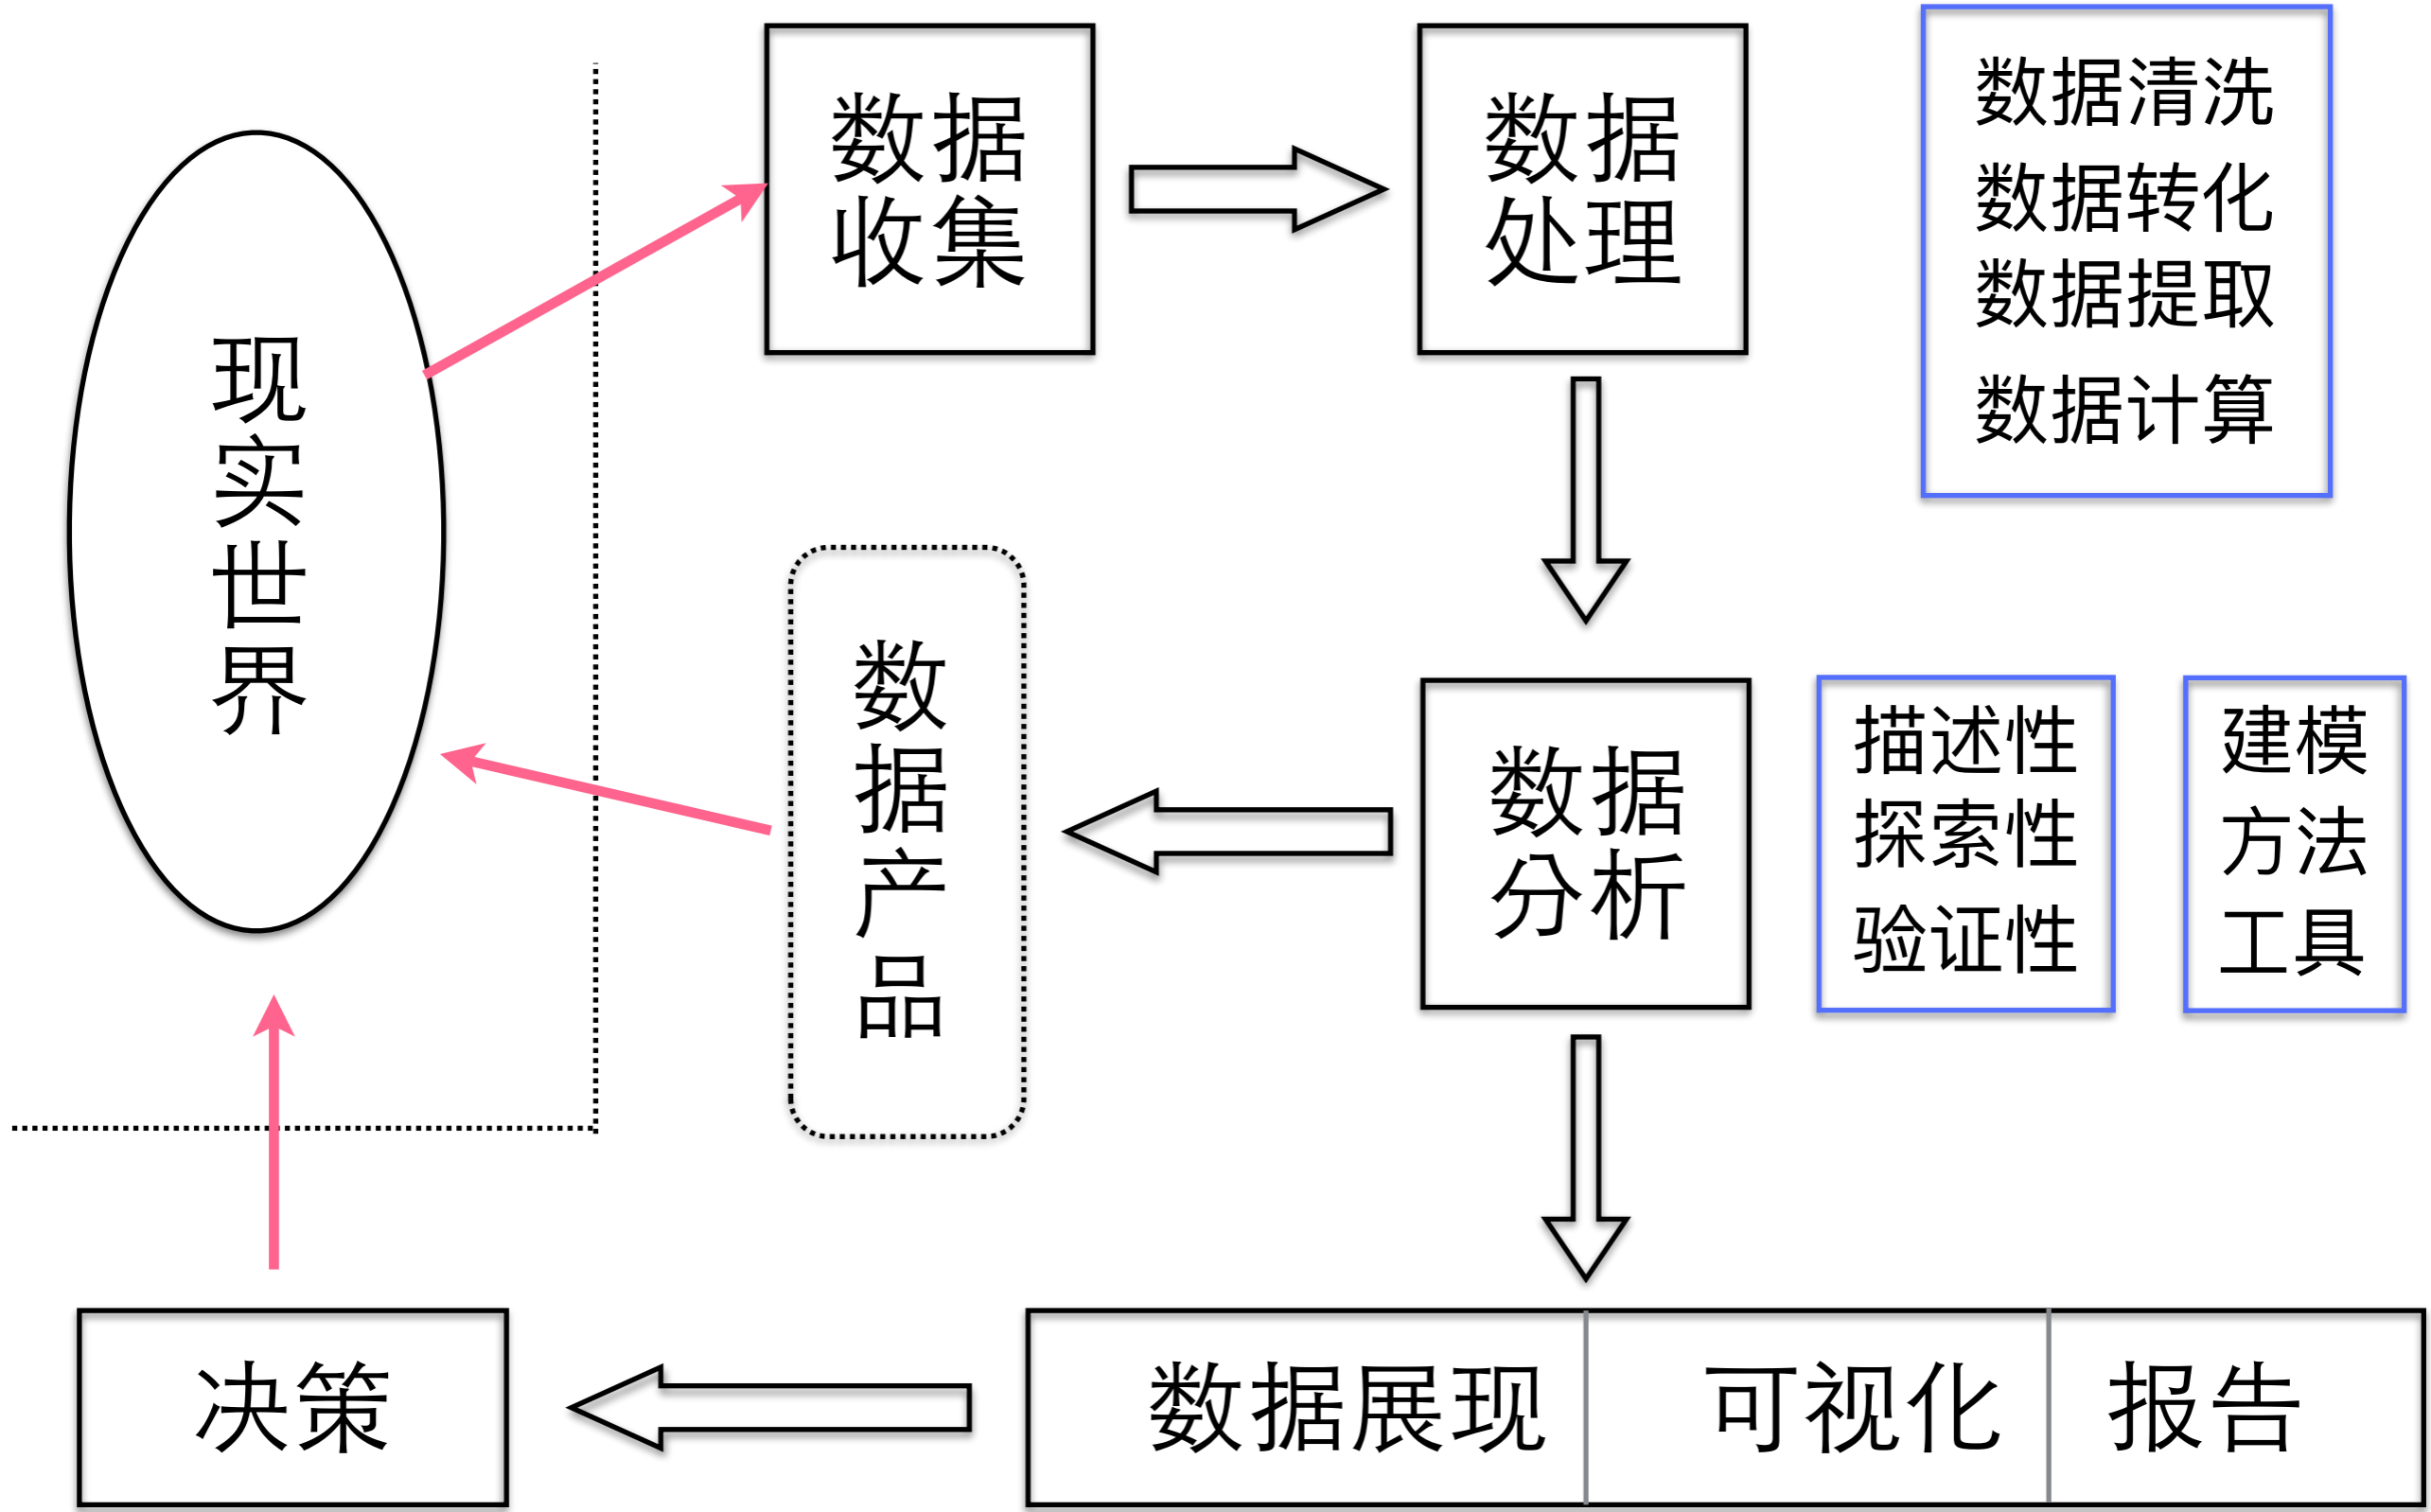 现
实
世
界
数据
收集
数据
处理
数据清洗
数据转化
数据提取
数据计算
数
据
产
品
数据
分析
描述性
探索性
验证性
建模
方法
工具
决策
数据展现
可视化
报告